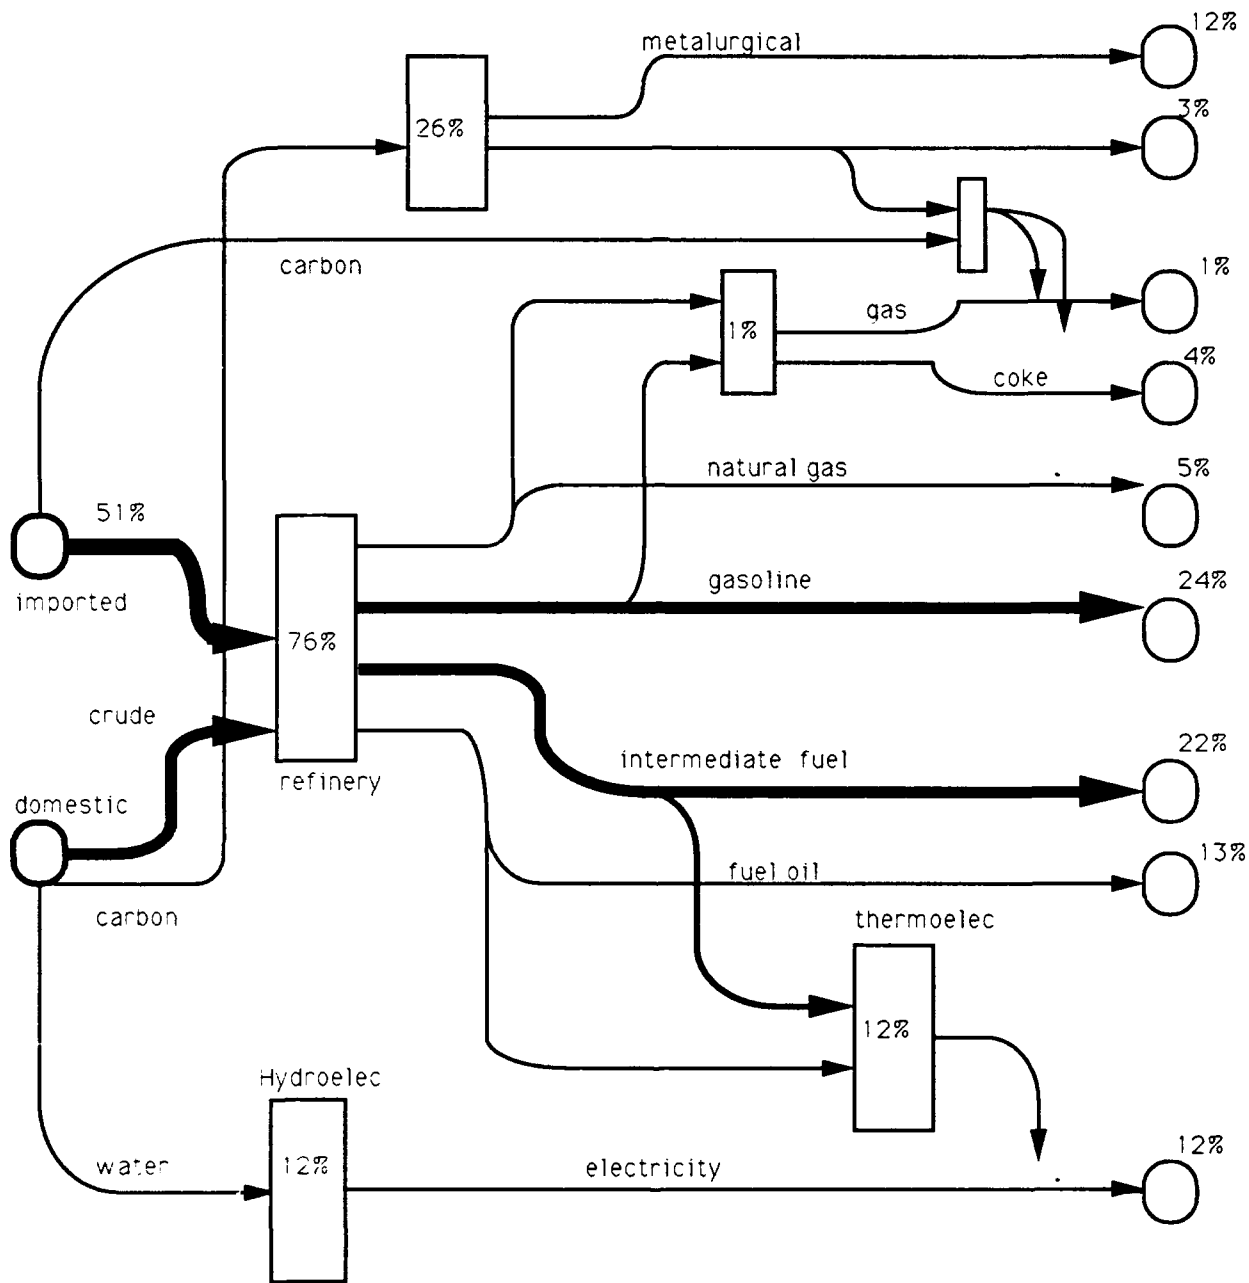 12%
metalurgical
3%
26%
carbon
1%
gas
1%
4%
coke
natural gas
5%
51%
gasoline
24%
imported
76%
crude
intermediate fuel
22%
refinery
domestic
13%
fuel oil
carbon
thermoelec
12%
Hydroelec
12%
water
12%
electricity